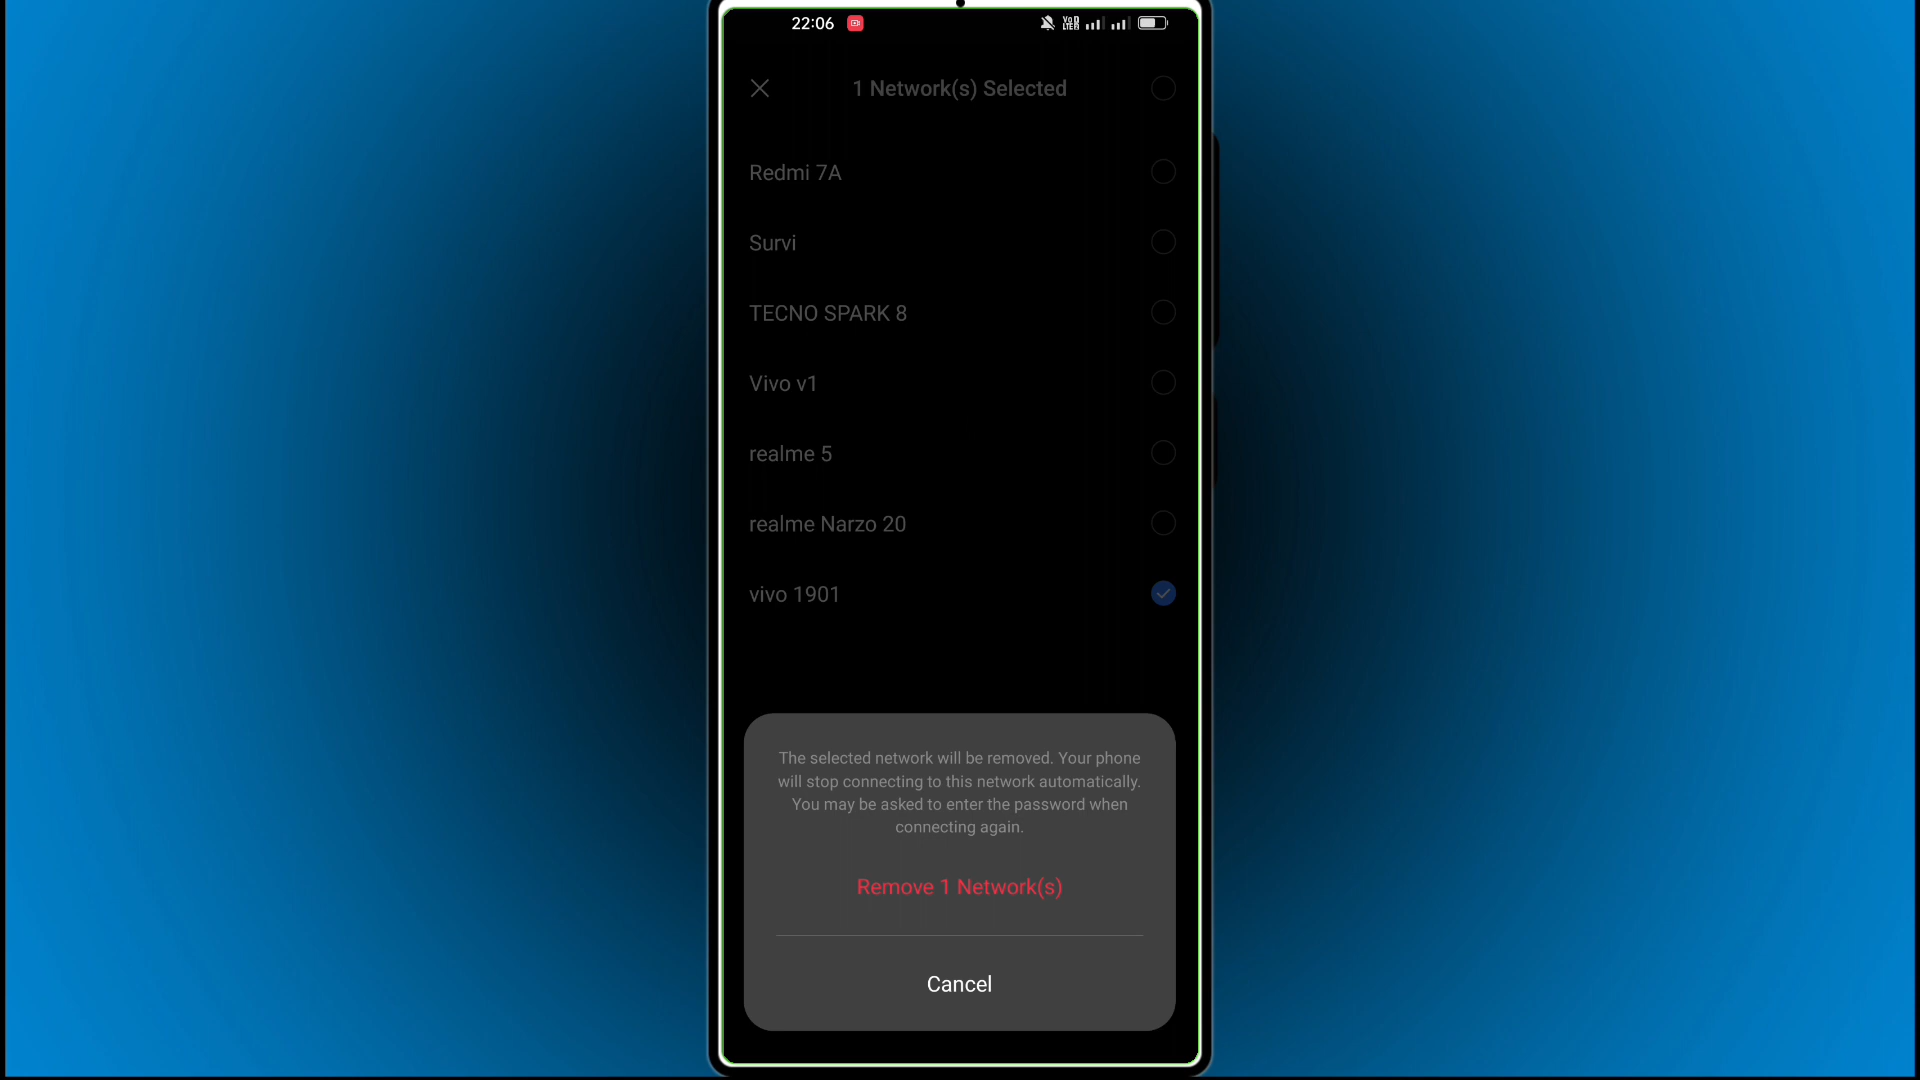 22:06
Vo
LTE
1 Network(s) Selected
Redmi 7A
Survi
TECNO SPARK 8
Vivo v1
realme 5
realme Narzo 20
vivo 1901
The selected network will be removed. Your phone
will stop connecting to this network automatically.
You may be asked to enter the password when
connecting again.
Remove 1 Network(s)
Cancel